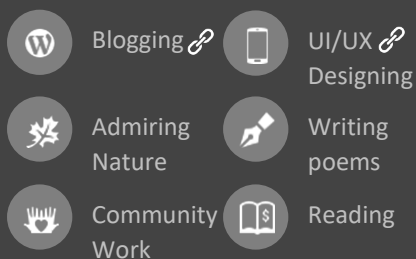 Blogging
UI/UX
Designing
Admiring
Nature
Writing
poems
Community
Work
Reading